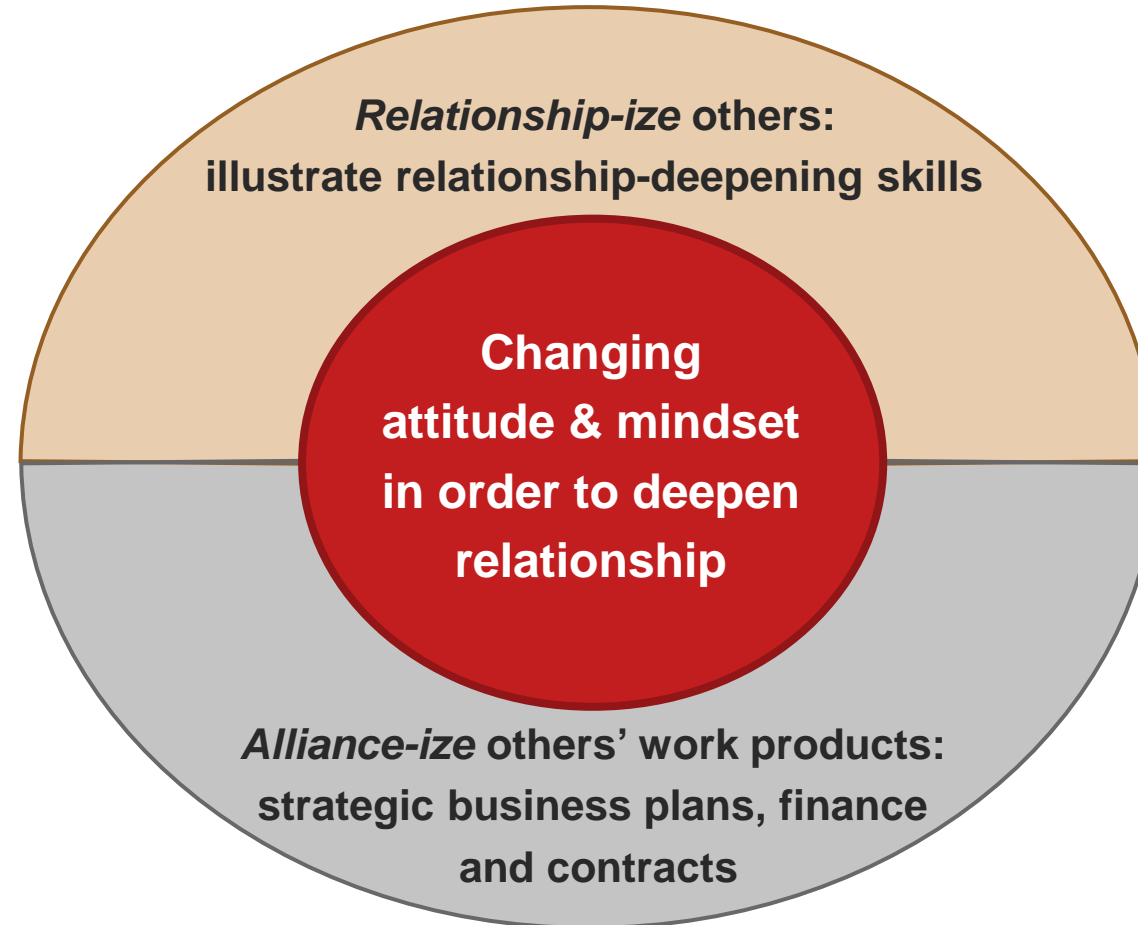 Relationship-ize others:
illustrate relationship-deepening skills
Changing
attitude & mindset
in order to deepen
relationship
Alliance-ize others’ work products:
strategic business plans, finance
and contracts